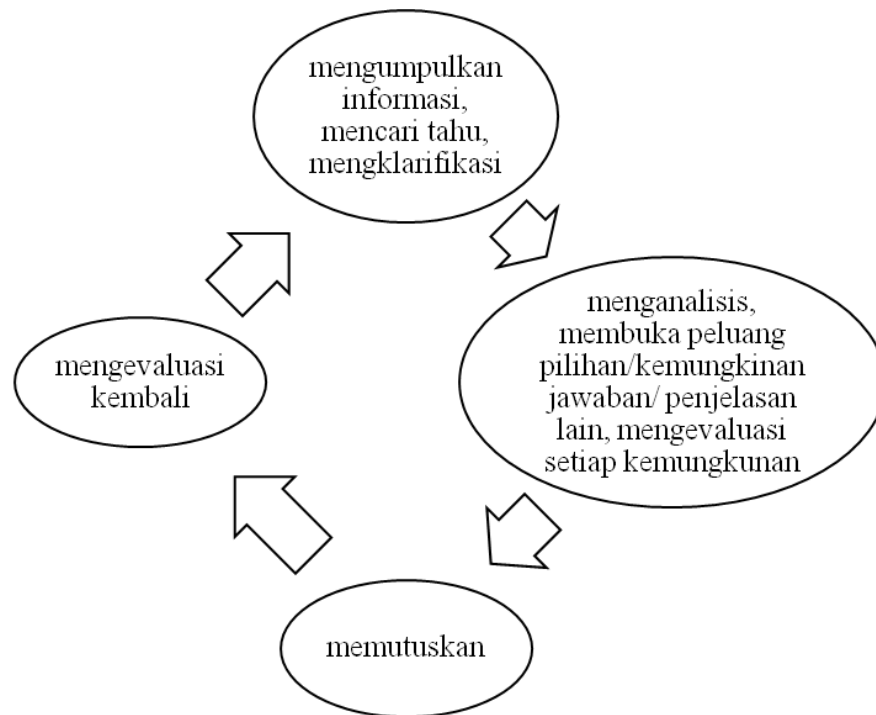 mengumpulkan
informasi,
mencari tahu,
mengklarifikasi
menganalisis,
membuka peluang
pilihan/kemungkinan
jawaban/ penjelasan
lain, mengevaluasi
setiap kemungkunan
memutuskan
mengevaluasi
kembali